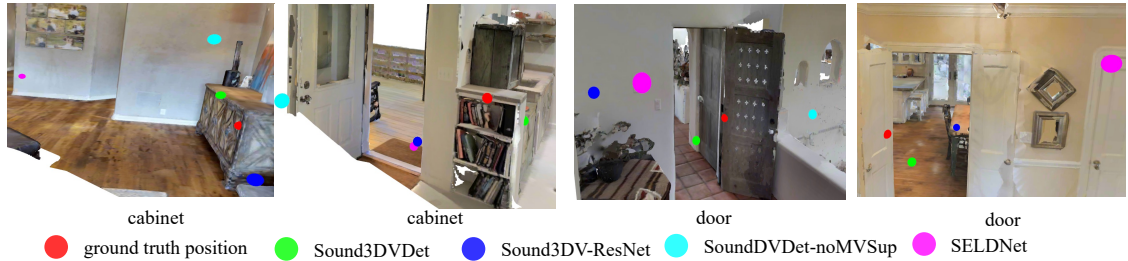 cabinet cabinet door door
ground truth position Sound3DVDet Sound3DV-ResNet SoundDVDet-noMVSup SELDNet